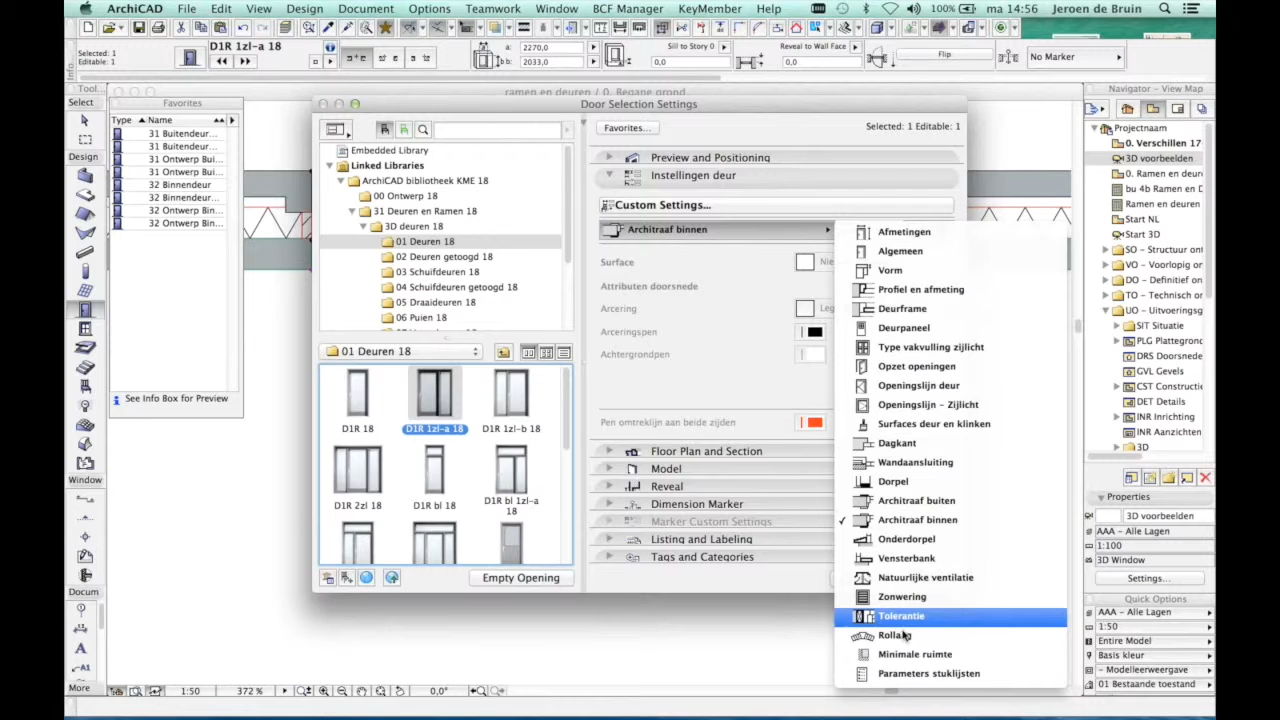 ArchiCAD File Edit View Design Document Options Teamwork Window BCF Manager KeyMember Help 100% ma 14:56 Jeroen de Bruin
Selected: 1
Editable: 1
D1R 1zl-a 18
a: 2270,0
b: 2033,0
Sill to Story 0
0,0
Reveal to Wall Face
0,0
Flip
No Marker
Info
Tool...
Select
Design
Window
Docum
More
ramen en deuren / 0. Begane grond
Favorites
Type Name
31 Buitendeur...
31 Buitendeur...
31 Ontwerp Bui...
31 Ontwerp Bui...
32 Binnendeur
32 Binnendeur...
32 Ontwerp Bin...
32 Ontwerp Bin...
See Info Box for Preview
Door Selection Settings
Favorites...
Selected: 1 Editable: 1
Embedded Library
Linked Libraries
ArchiCAD bibliotheek KME 18
00 Ontwerp 18
31 Deuren en Ramen 18
3D deuren 18
01 Deuren 18
02 Deuren getoogd 18
03 Schuifdeuren 18
04 Schuifdeuren getoogd 18
05 Draaideuren 18
06 Puien 18
01 Deuren 18
D1R 18
D1R 1zl-a 18
D1R 1zl-b 18
D1R 2zl 18
D1R bl 18
D1R bl 1zl-a 18
Empty Opening
Preview and Positioning
Instellingen deur
Custom Settings...
Architraaf binnen
Surface
Nie
Attributen doorsnede
Arcering
Leg
Arceringspen
Achtergrondpen
Pen omtreklijn aan beide zijden
Floor Plan and Section
Model
Reveal
Dimension Marker
Marker Custom Settings
Listing and Labeling
Tags and Categories
Afmetingen
Algemeen
Vorm
Profiel en afmeting
Deurframe
Deurpaneel
Type vakvulling zijlicht
Opzet openingen
Openingslijn deur
Openingslijn - Zijlicht
Surfaces deur en klinken
Dagkant
Wandaansluiting
Dorpel
Architraaf buiten
✓ Architraaf binnen
Onderdorpel
Vensterbank
Natuurlijke ventilatie
Zonwering
Tolerantie
Rollaag
Minimale ruimte
Parameters stuklijsten
Navigator - View Map
Projectnaam
0. Verschillen 17
3D voorbeelden
0. Ramen en deure
bu 4b Ramen en D
Ramen en deuren
Start NL
Start 3D
SO - Structuur ont
VO - Voorlopig on
DO - Definitief on
TO - Technisch o
UO - Uitvoeringsg
SIT Situatie
PLG Plattegrond
DRS Doorsnede
GVL Gevels
CST Constructie
DET Details
INR Inrichting
INR Aanzichten
3D
Properties
3D voorbeelden
AAA - Alle Lagen
1:100
3D Window
Settings...
Quick Options
AAA - Alle Lagen
1:50
Entire Model
Basis kleur
- Modelleerweergave
01 Bestaande toestand
1:50 372 % 0,0°